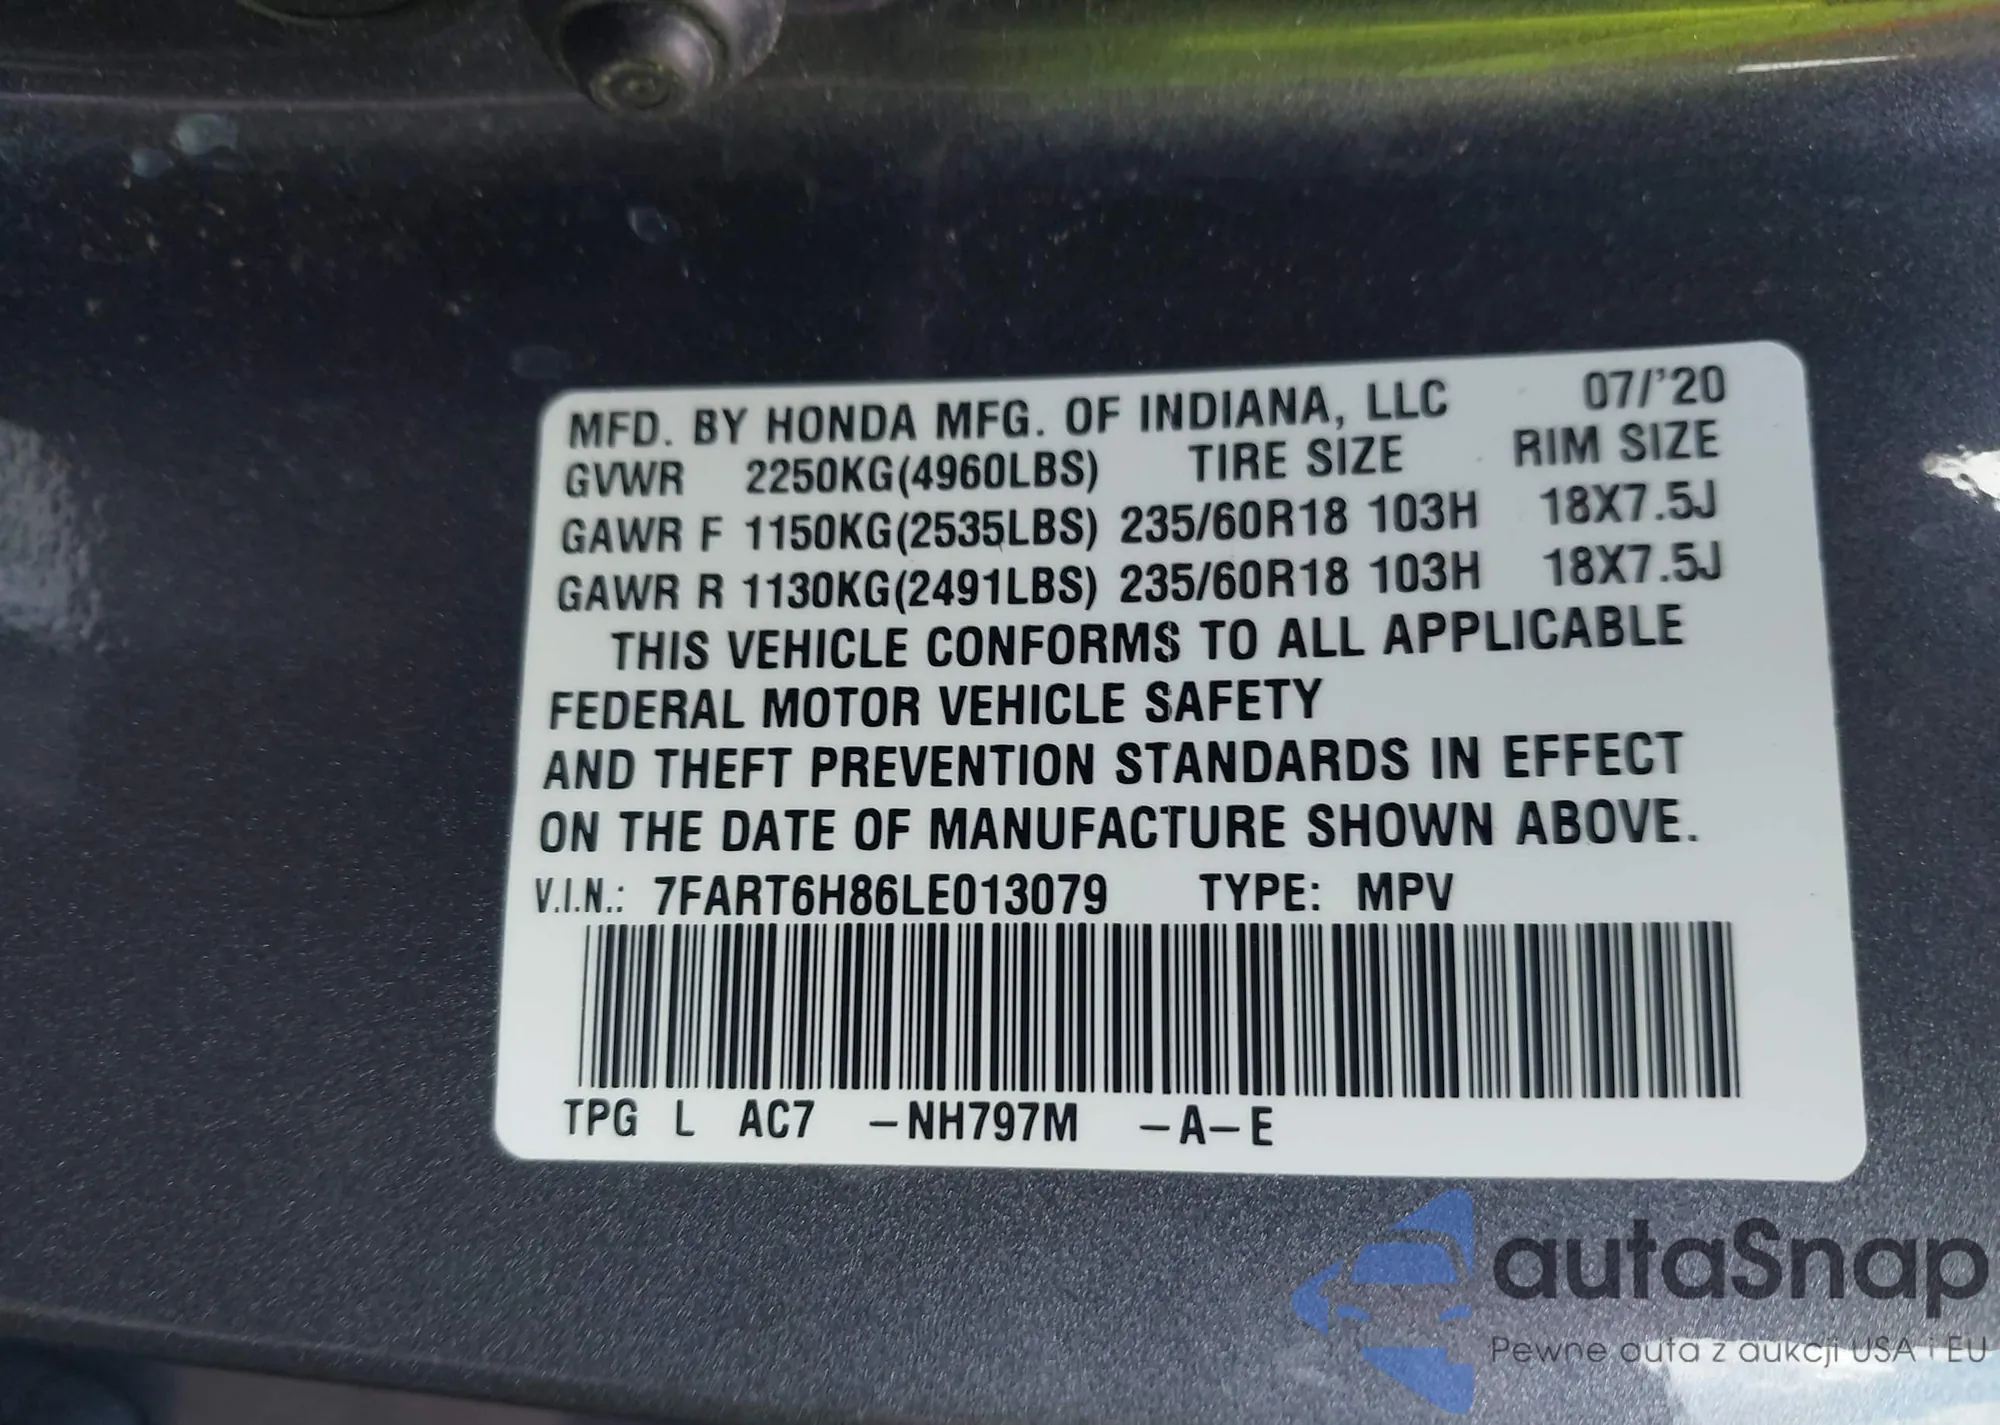 MFD. BY HONDA MFG. OF INDIANA, LLC 07/'20
GVWR 2250KG(4960LBS) TIRE SIZE RIM SIZE
GAWR F 1150KG(2535LBS) 235/60R18 103H 18X7.5J
GAWR R 1130KG(2491LBS) 235/60R18 103H 18X7.5J
THIS VEHICLE CONFORMS TO ALL APPLICABLE
FEDERAL MOTOR VEHICLE SAFETY
AND THEFT PREVENTION STANDARDS IN EFFECT
ON THE DATE OF MANUFACTURE SHOWN ABOVE.
V.I.N.: 7FART6H86LE013079 TYPE: MPV
TPG L AC7 –NH797M –A–E
autaSnap
Pewne auta z aukcji USA i EU